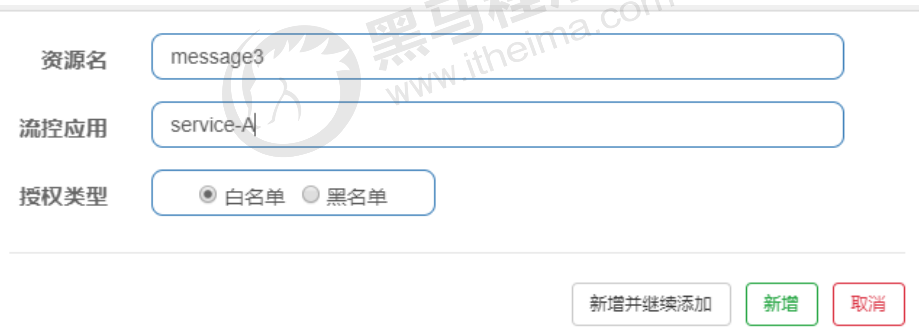 黑马程序员
www.itheima.com
资源名 message3
流控应用 service-A
授权类型 白名单 黑名单
新增并继续添加 新增 取消